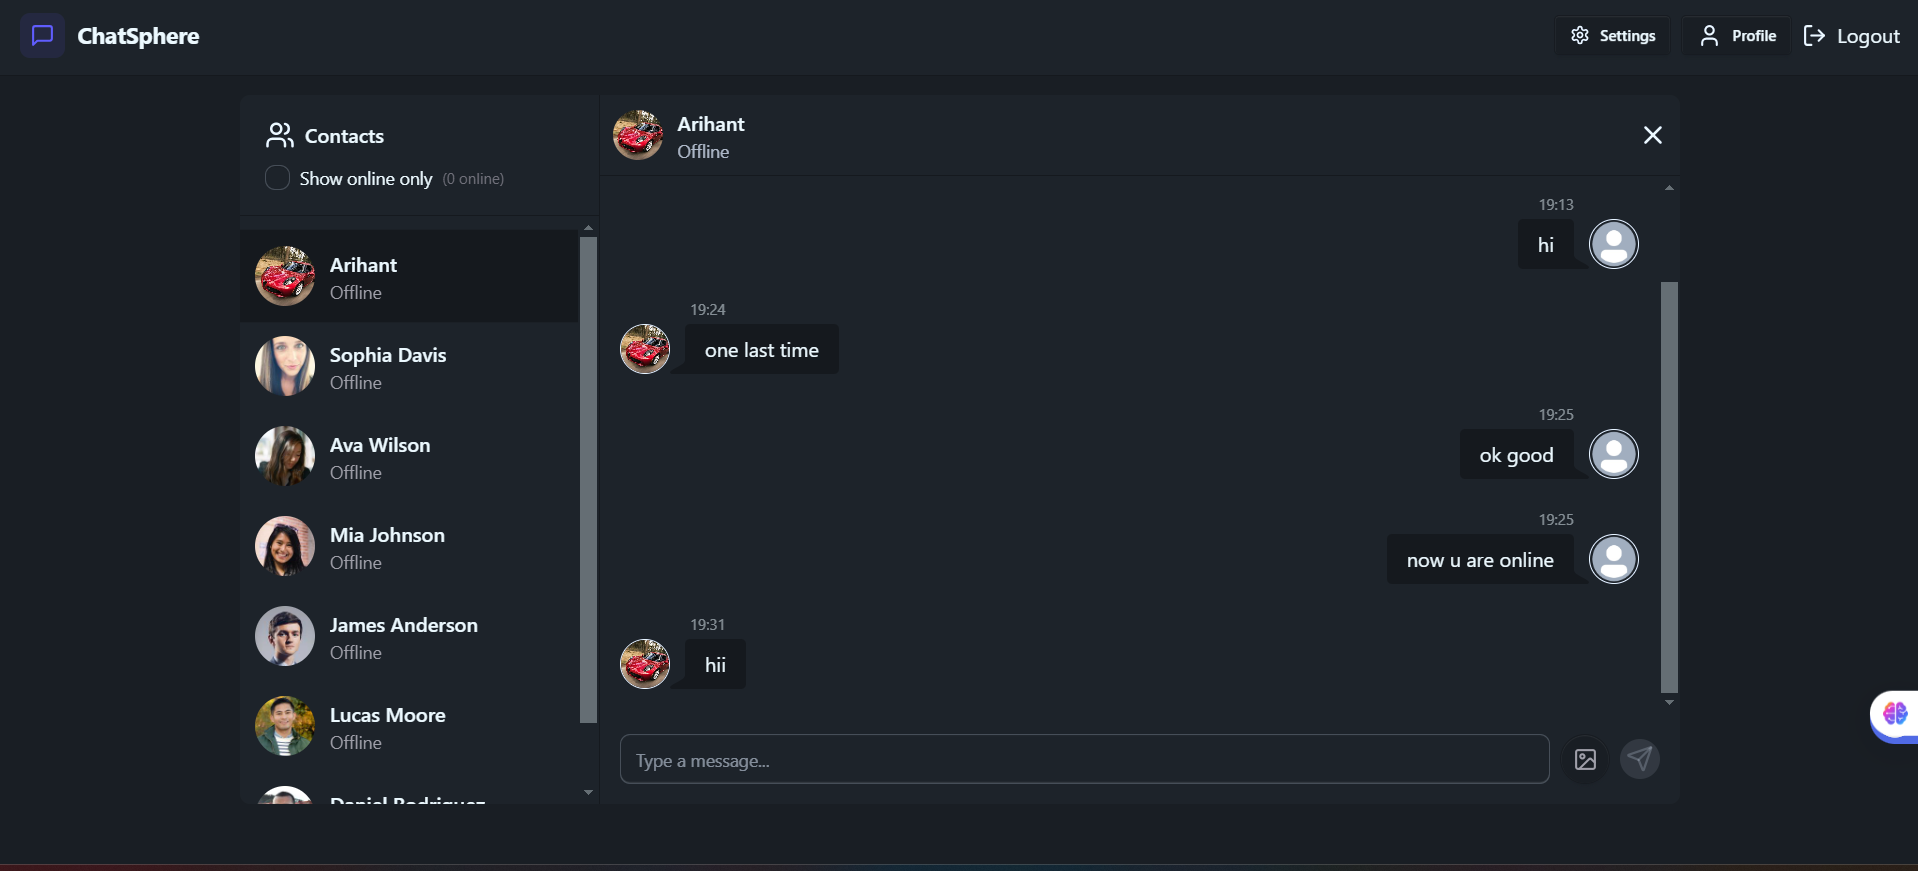 ChatSphere
Settings
Profile
Logout
Contacts
Show online only (0 online)
Arihant
Offline
Sophia Davis
Offline
Ava Wilson
Offline
Mia Johnson
Offline
James Anderson
Offline
Lucas Moore
Offline
Daniel Rodriguez
Arihant
Offline
19:13
hi
19:24
one last time
19:25
ok good
19:25
now u are online
19:31
hii
Type a message...